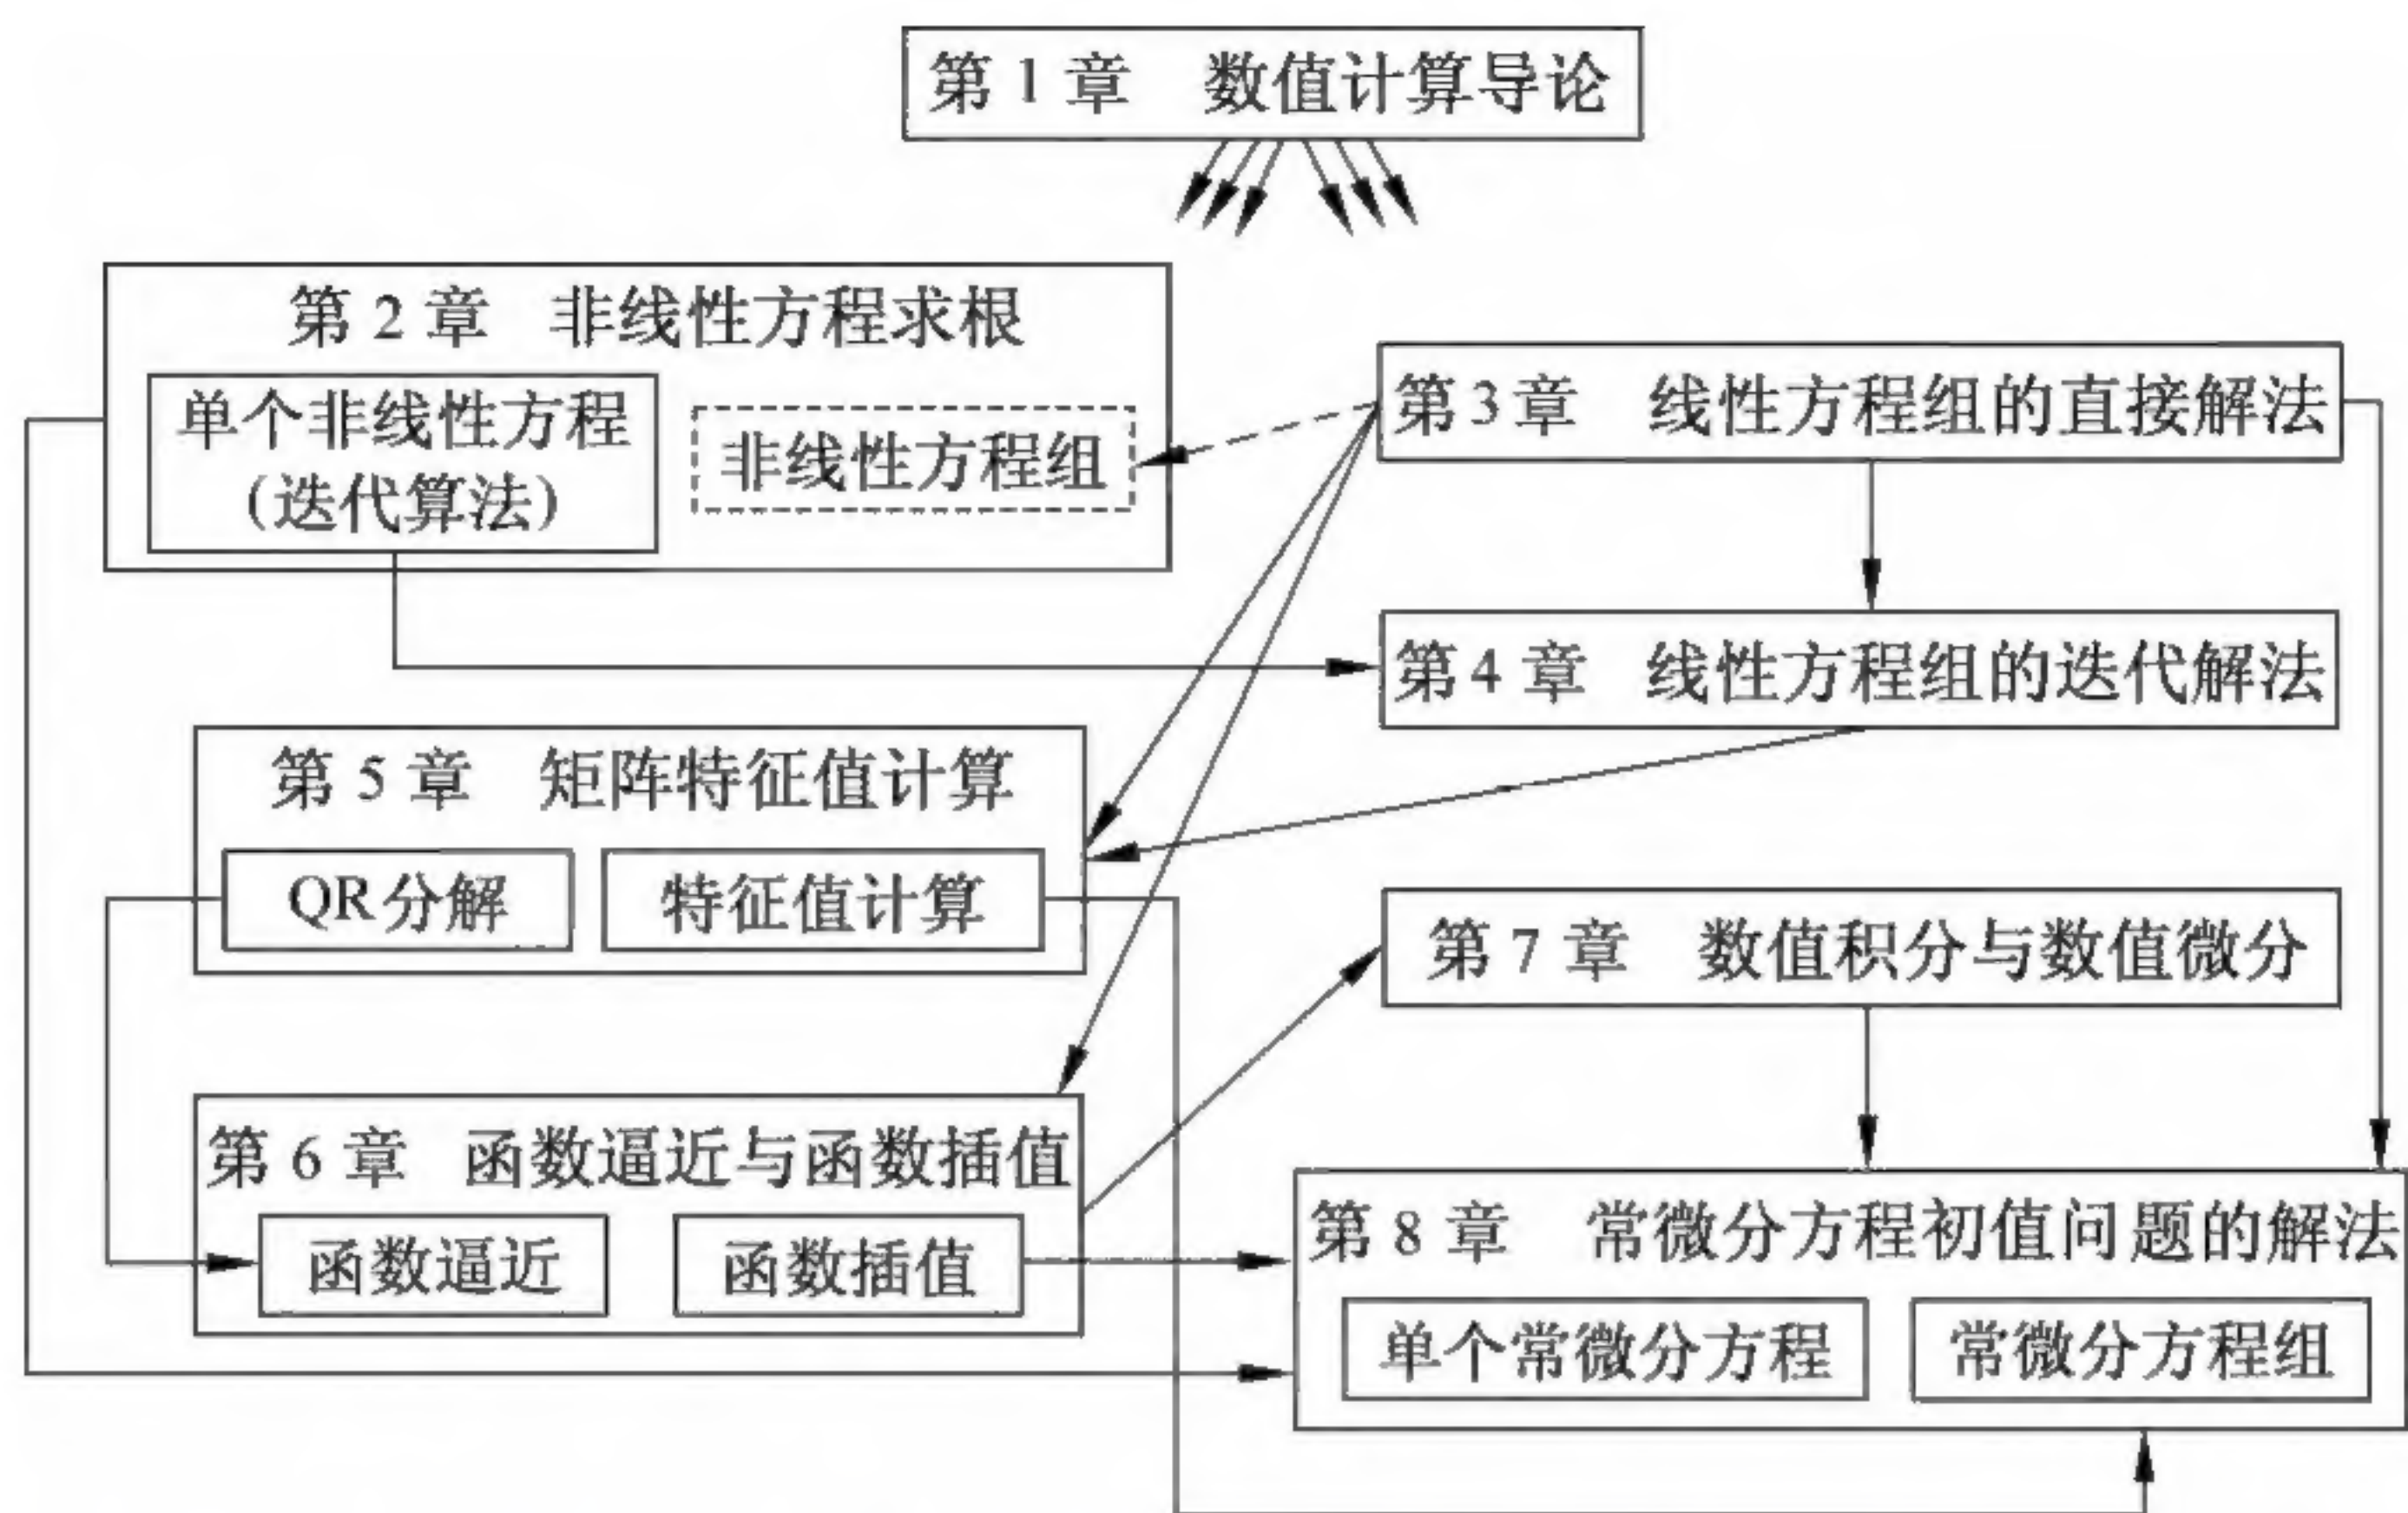 第 1 章　数值计算导论
第 2 章　非线性方程求根
单个非线性方程
(迭代算法)
非线性方程组
第3章　线性方程组的直接解法
第4章　线性方程组的迭代解法
第 5 章　矩阵特征值计算
QR分解
特征值计算
第 7 章　数值积分与数值微分
第 6 章　函数逼近与函数插值
函数逼近
函数插值
第 8 章　常微分方程初值问题的解法
单个常微分方程
常微分方程组